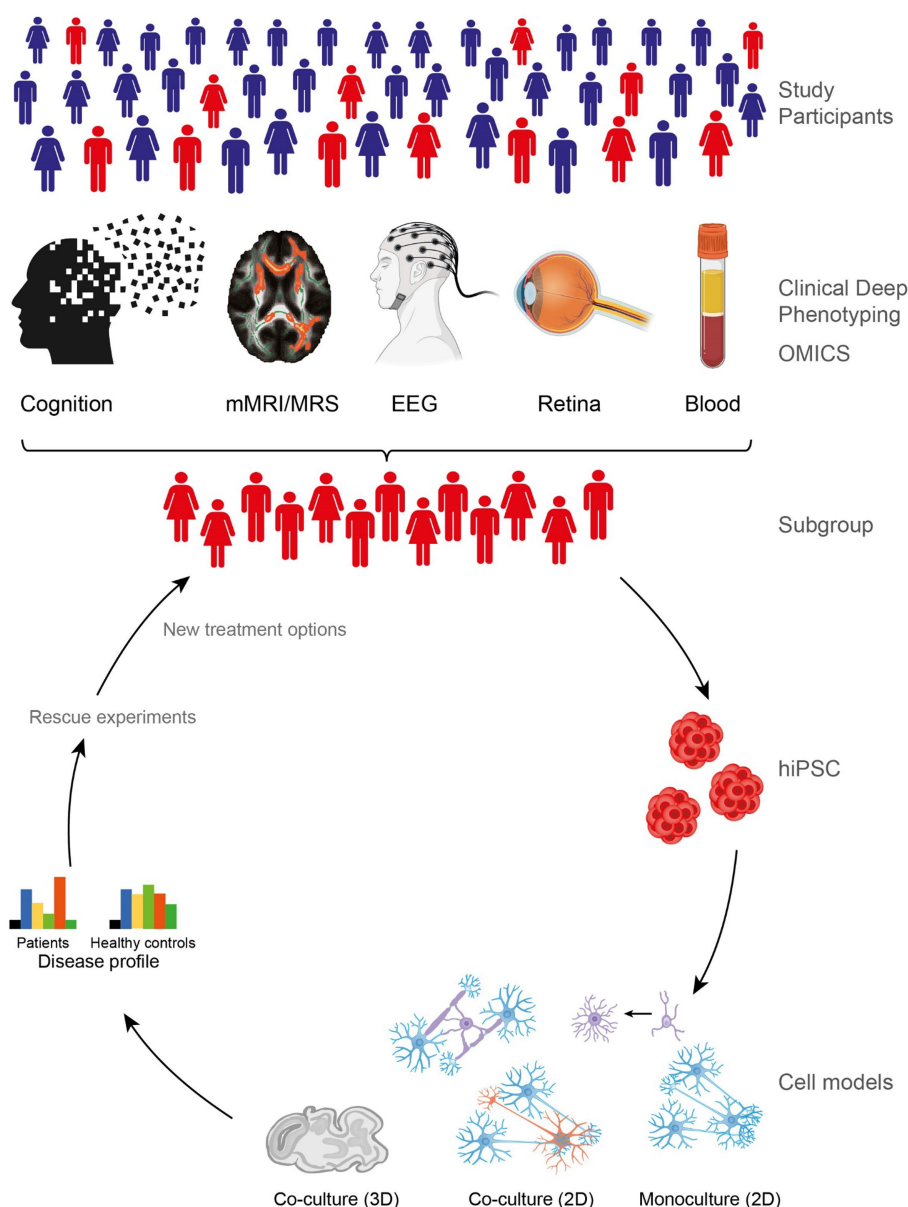 Study
Participants
Clinical Deep
Phenotyping
OMICS
Cognition
mMRI/MRS
EEG
Retina
Blood
Subgroup
New treatment options
Rescue experiments
hiPSC
Patients
Healthy controls
Disease profile
Cell models
Co-culture (3D)
Co-culture (2D)
Monoculture (2D)